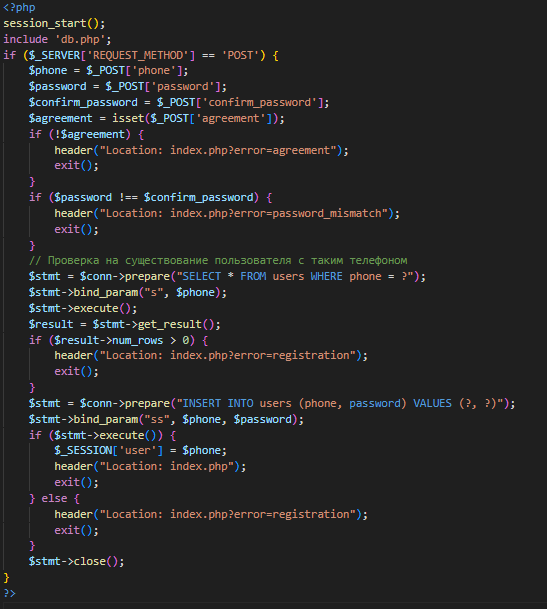 <?php
session_start();
include 'db.php';
if ($_SERVER['REQUEST_METHOD'] == 'POST') {
    $phone = $_POST['phone'];
    $password = $_POST['password'];
    $confirm_password = $_POST['confirm_password'];
    $agreement = isset($_POST['agreement']);
    if (!$agreement) {
        header("Location: index.php?error=agreement");
        exit();
    }
    if ($password !== $confirm_password) {
        header("Location: index.php?error=password_mismatch");
        exit();
    }
    // Проверка на существование пользователя с таким телефоном
    $stmt = $conn->prepare("SELECT * FROM users WHERE phone = ?");
    $stmt->bind_param("s", $phone);
    $stmt->execute();
    $result = $stmt->get_result();
    if ($result->num_rows > 0) {
        header("Location: index.php?error=registration");
        exit();
    }
    $stmt = $conn->prepare("INSERT INTO users (phone, password) VALUES (?, ?)");
    $stmt->bind_param("ss", $phone, $password);
    if ($stmt->execute()) {
        $_SESSION['user'] = $phone;
        header("Location: index.php");
        exit();
    } else {
        header("Location: index.php?error=registration");
        exit();
    }
    $stmt->close();
}
?>